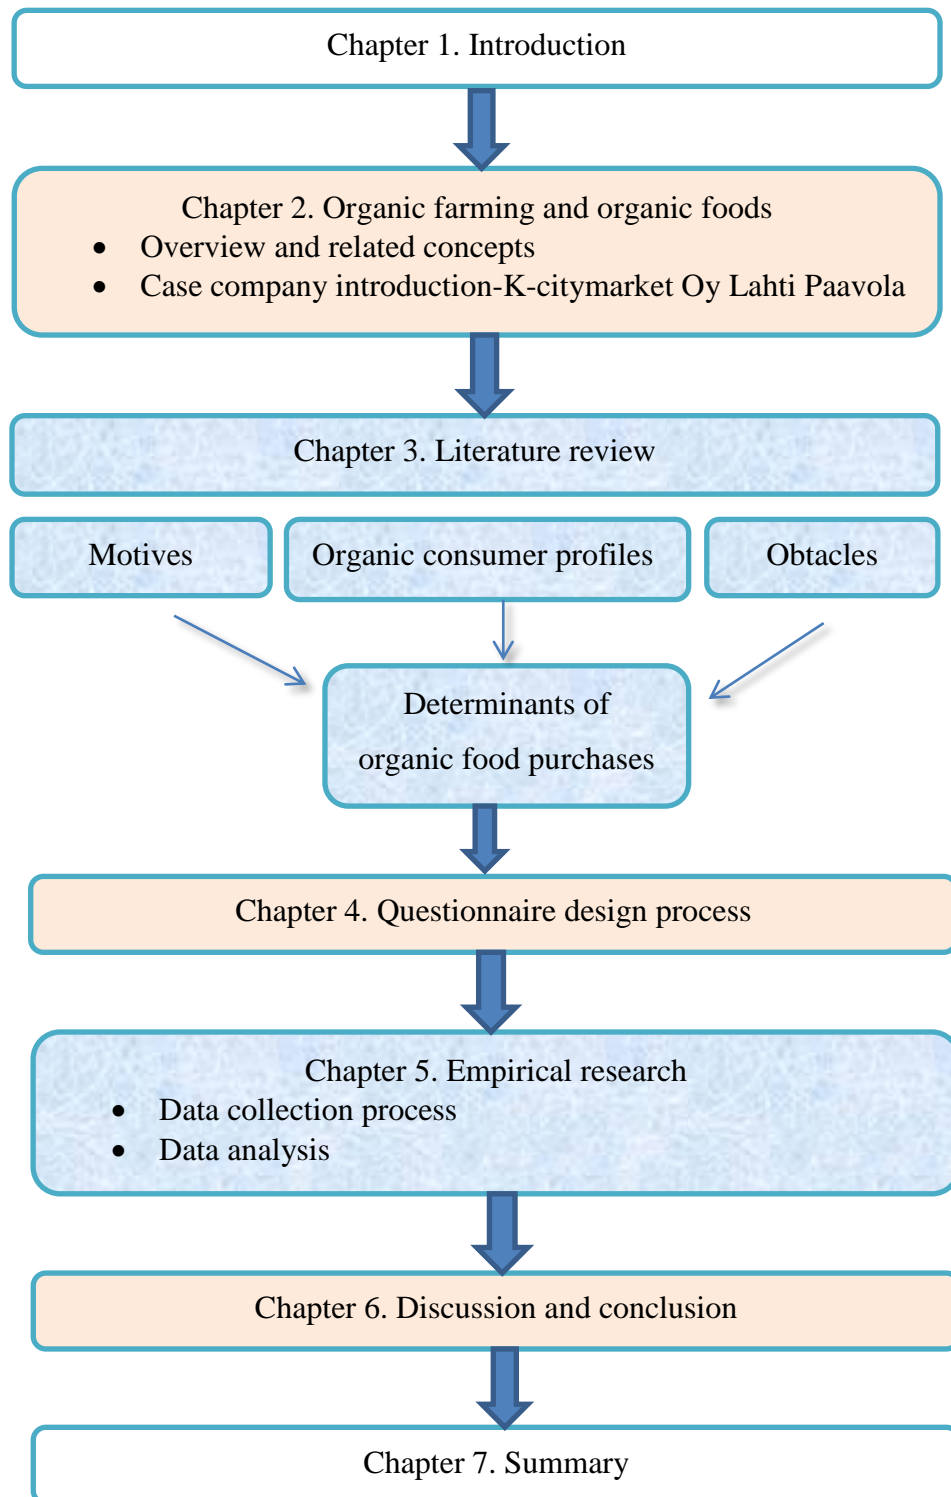 Chapter 1. Introduction
Chapter 2. Organic farming and organic foods
• Overview and related concepts
• Case company introduction-K-citymarket Oy Lahti Paavola
Chapter 3. Literature review
Motives
Organic consumer profiles
Obtacles
Determinants of
organic food purchases
Chapter 4. Questionnaire design process
Chapter 5. Empirical research
• Data collection process
• Data analysis
Chapter 6. Discussion and conclusion
Chapter 7. Summary